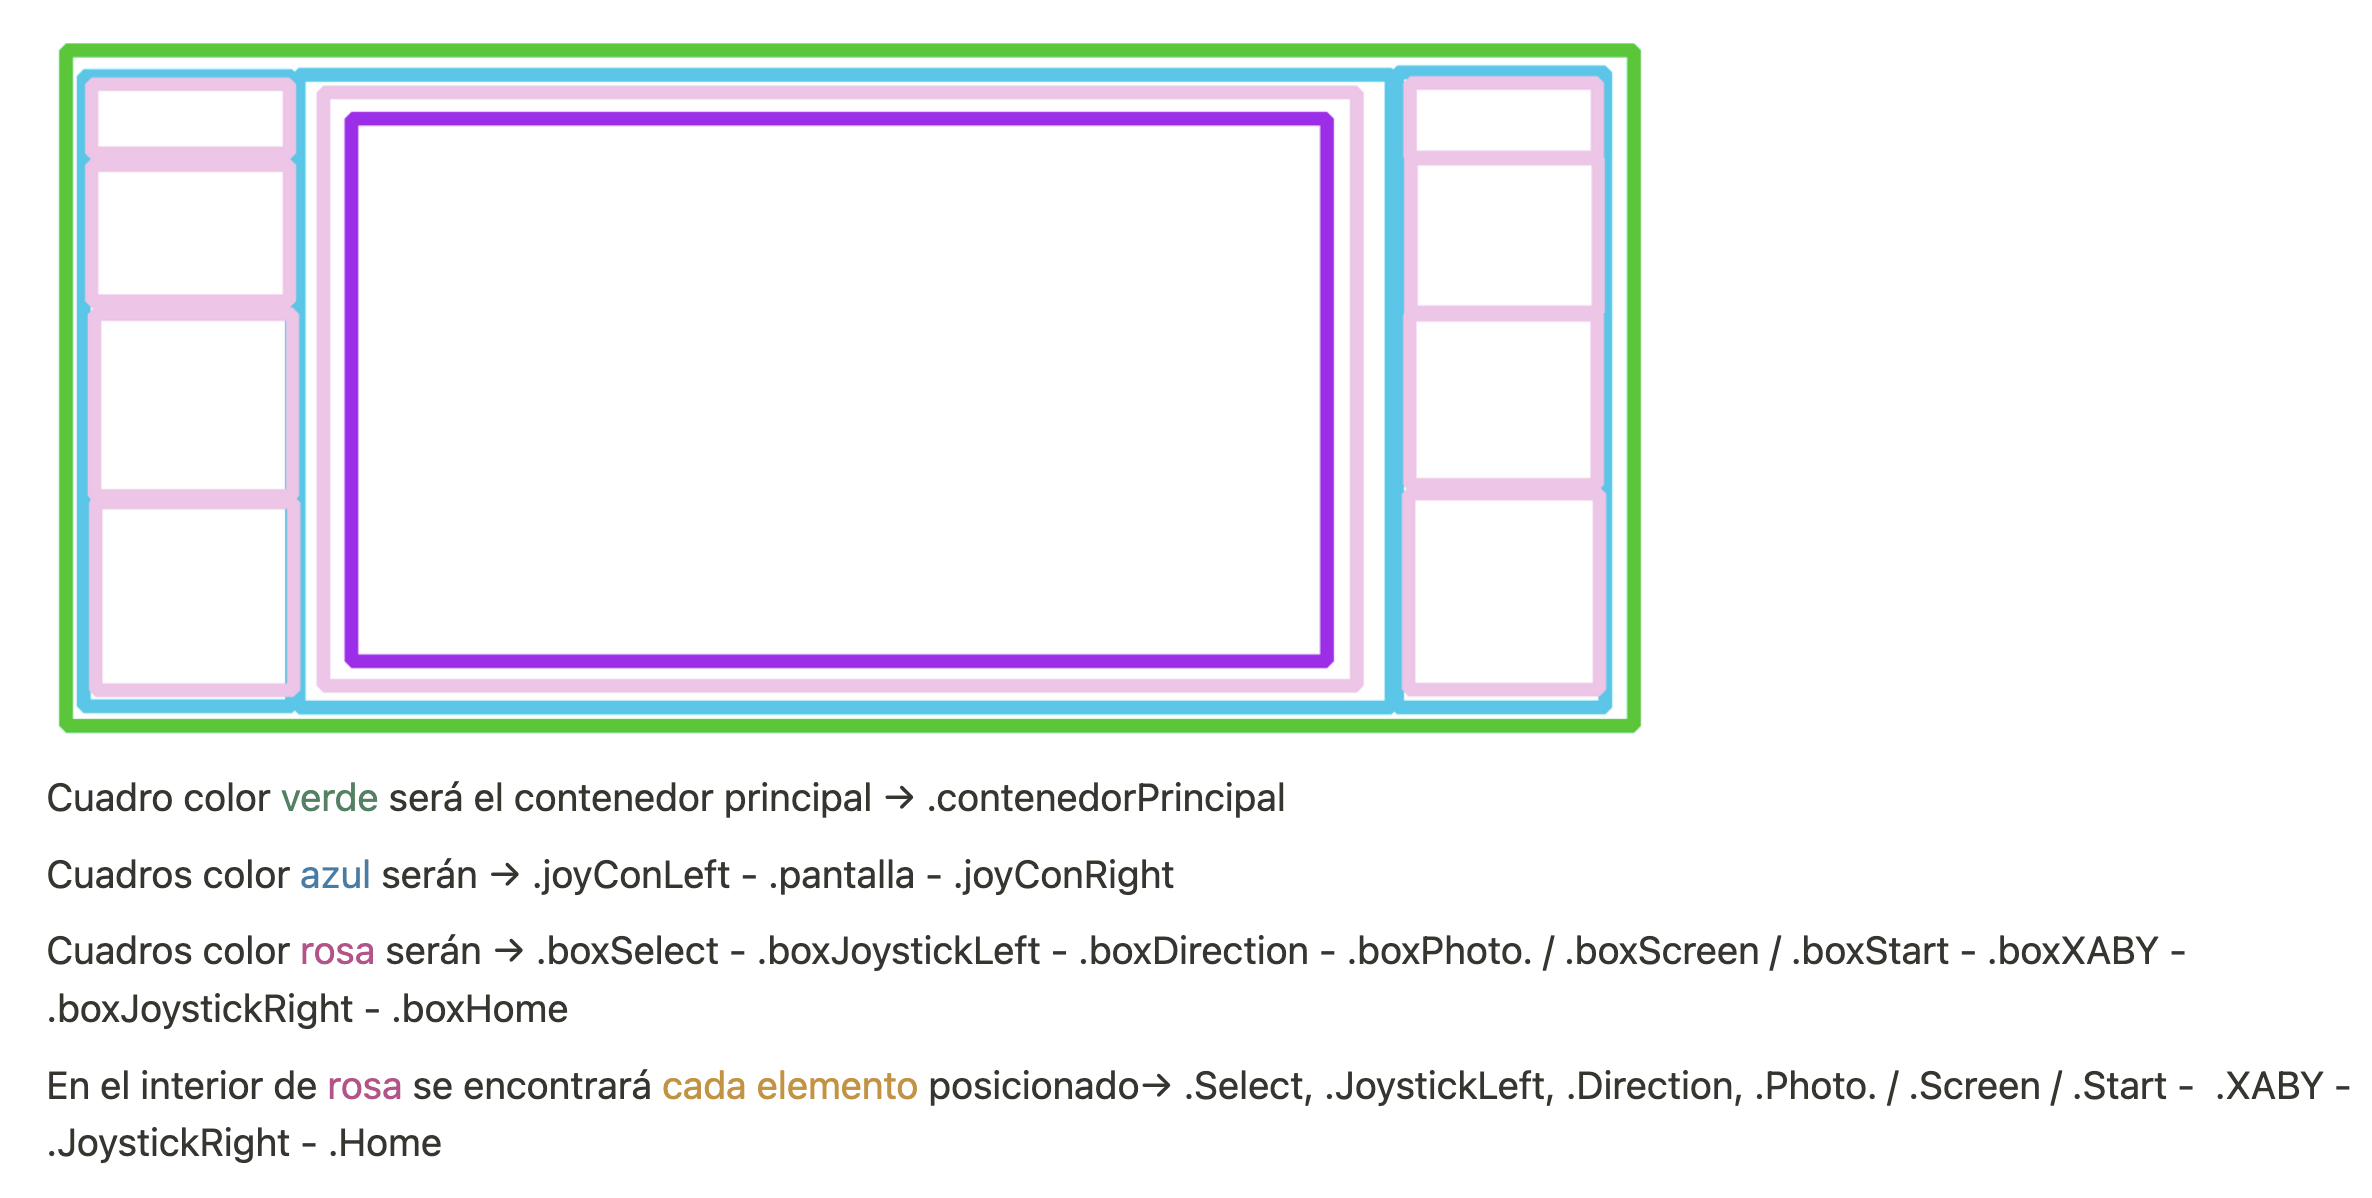 Cuadro color verde será el contenedor principal → .contenedorPrincipal
Cuadros color azul serán → .joyConLeft - .pantalla - .joyConRight
Cuadros color rosa serán → .boxSelect - .boxJoystickLeft - .boxDirection - .boxPhoto. / .boxScreen / .boxStart - .boxXABY -
.boxJoystickRight - .boxHome
En el interior de rosa se encontrará cada elemento posicionado→ .Select, .JoystickLeft, .Direction, .Photo. / .Screen / .Start -  .XABY -
.JoystickRight - .Home